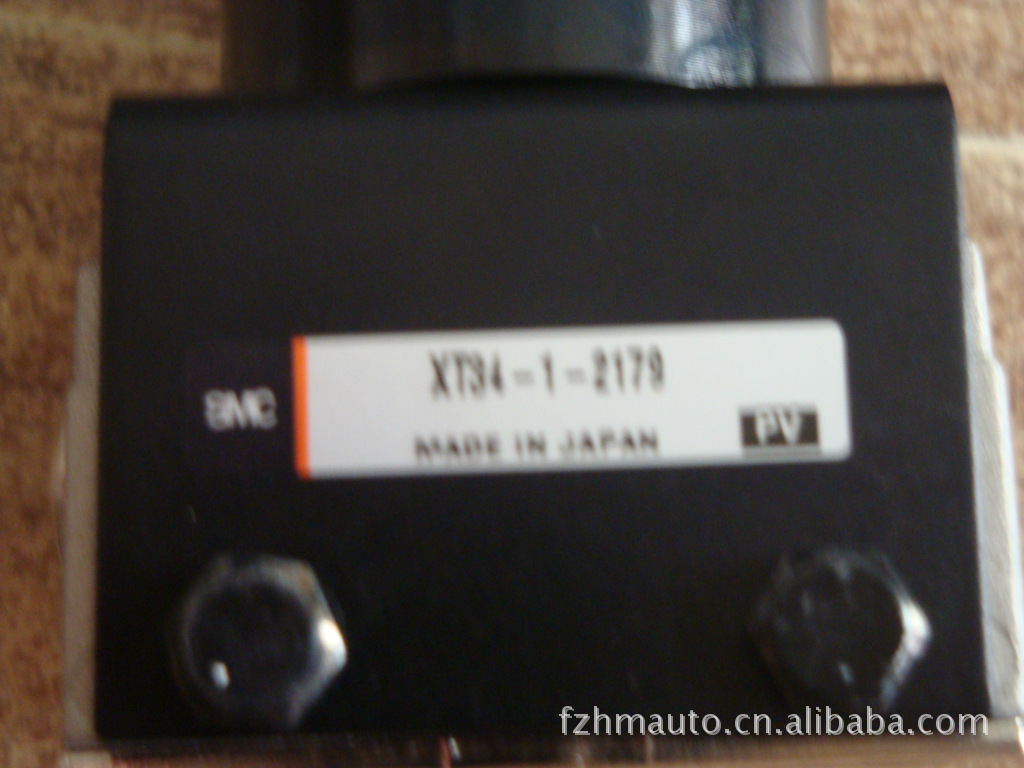 XT34-1-2179
SMC
MADE IN JAPAN
PV
fzhmauto.cn.alibaba.com